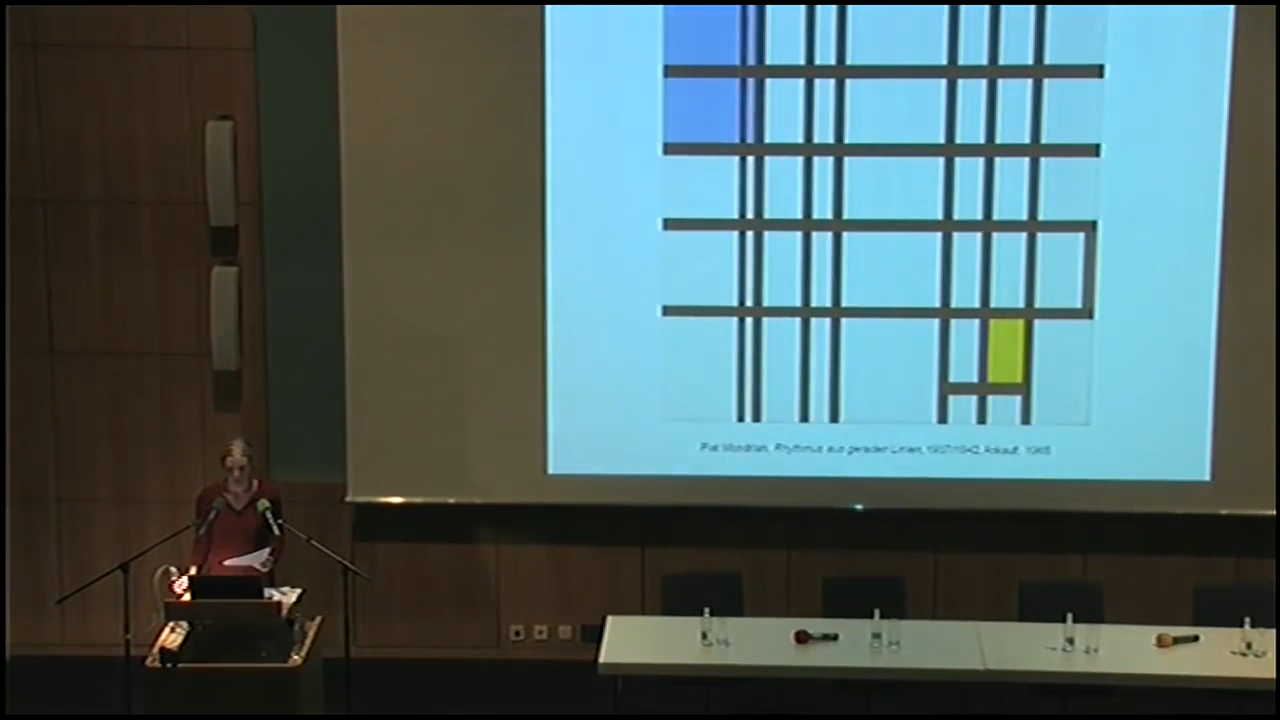 Piet Mondrian, Rhythmus aus geraden Linien, 1937/1942, Ankauf 1965